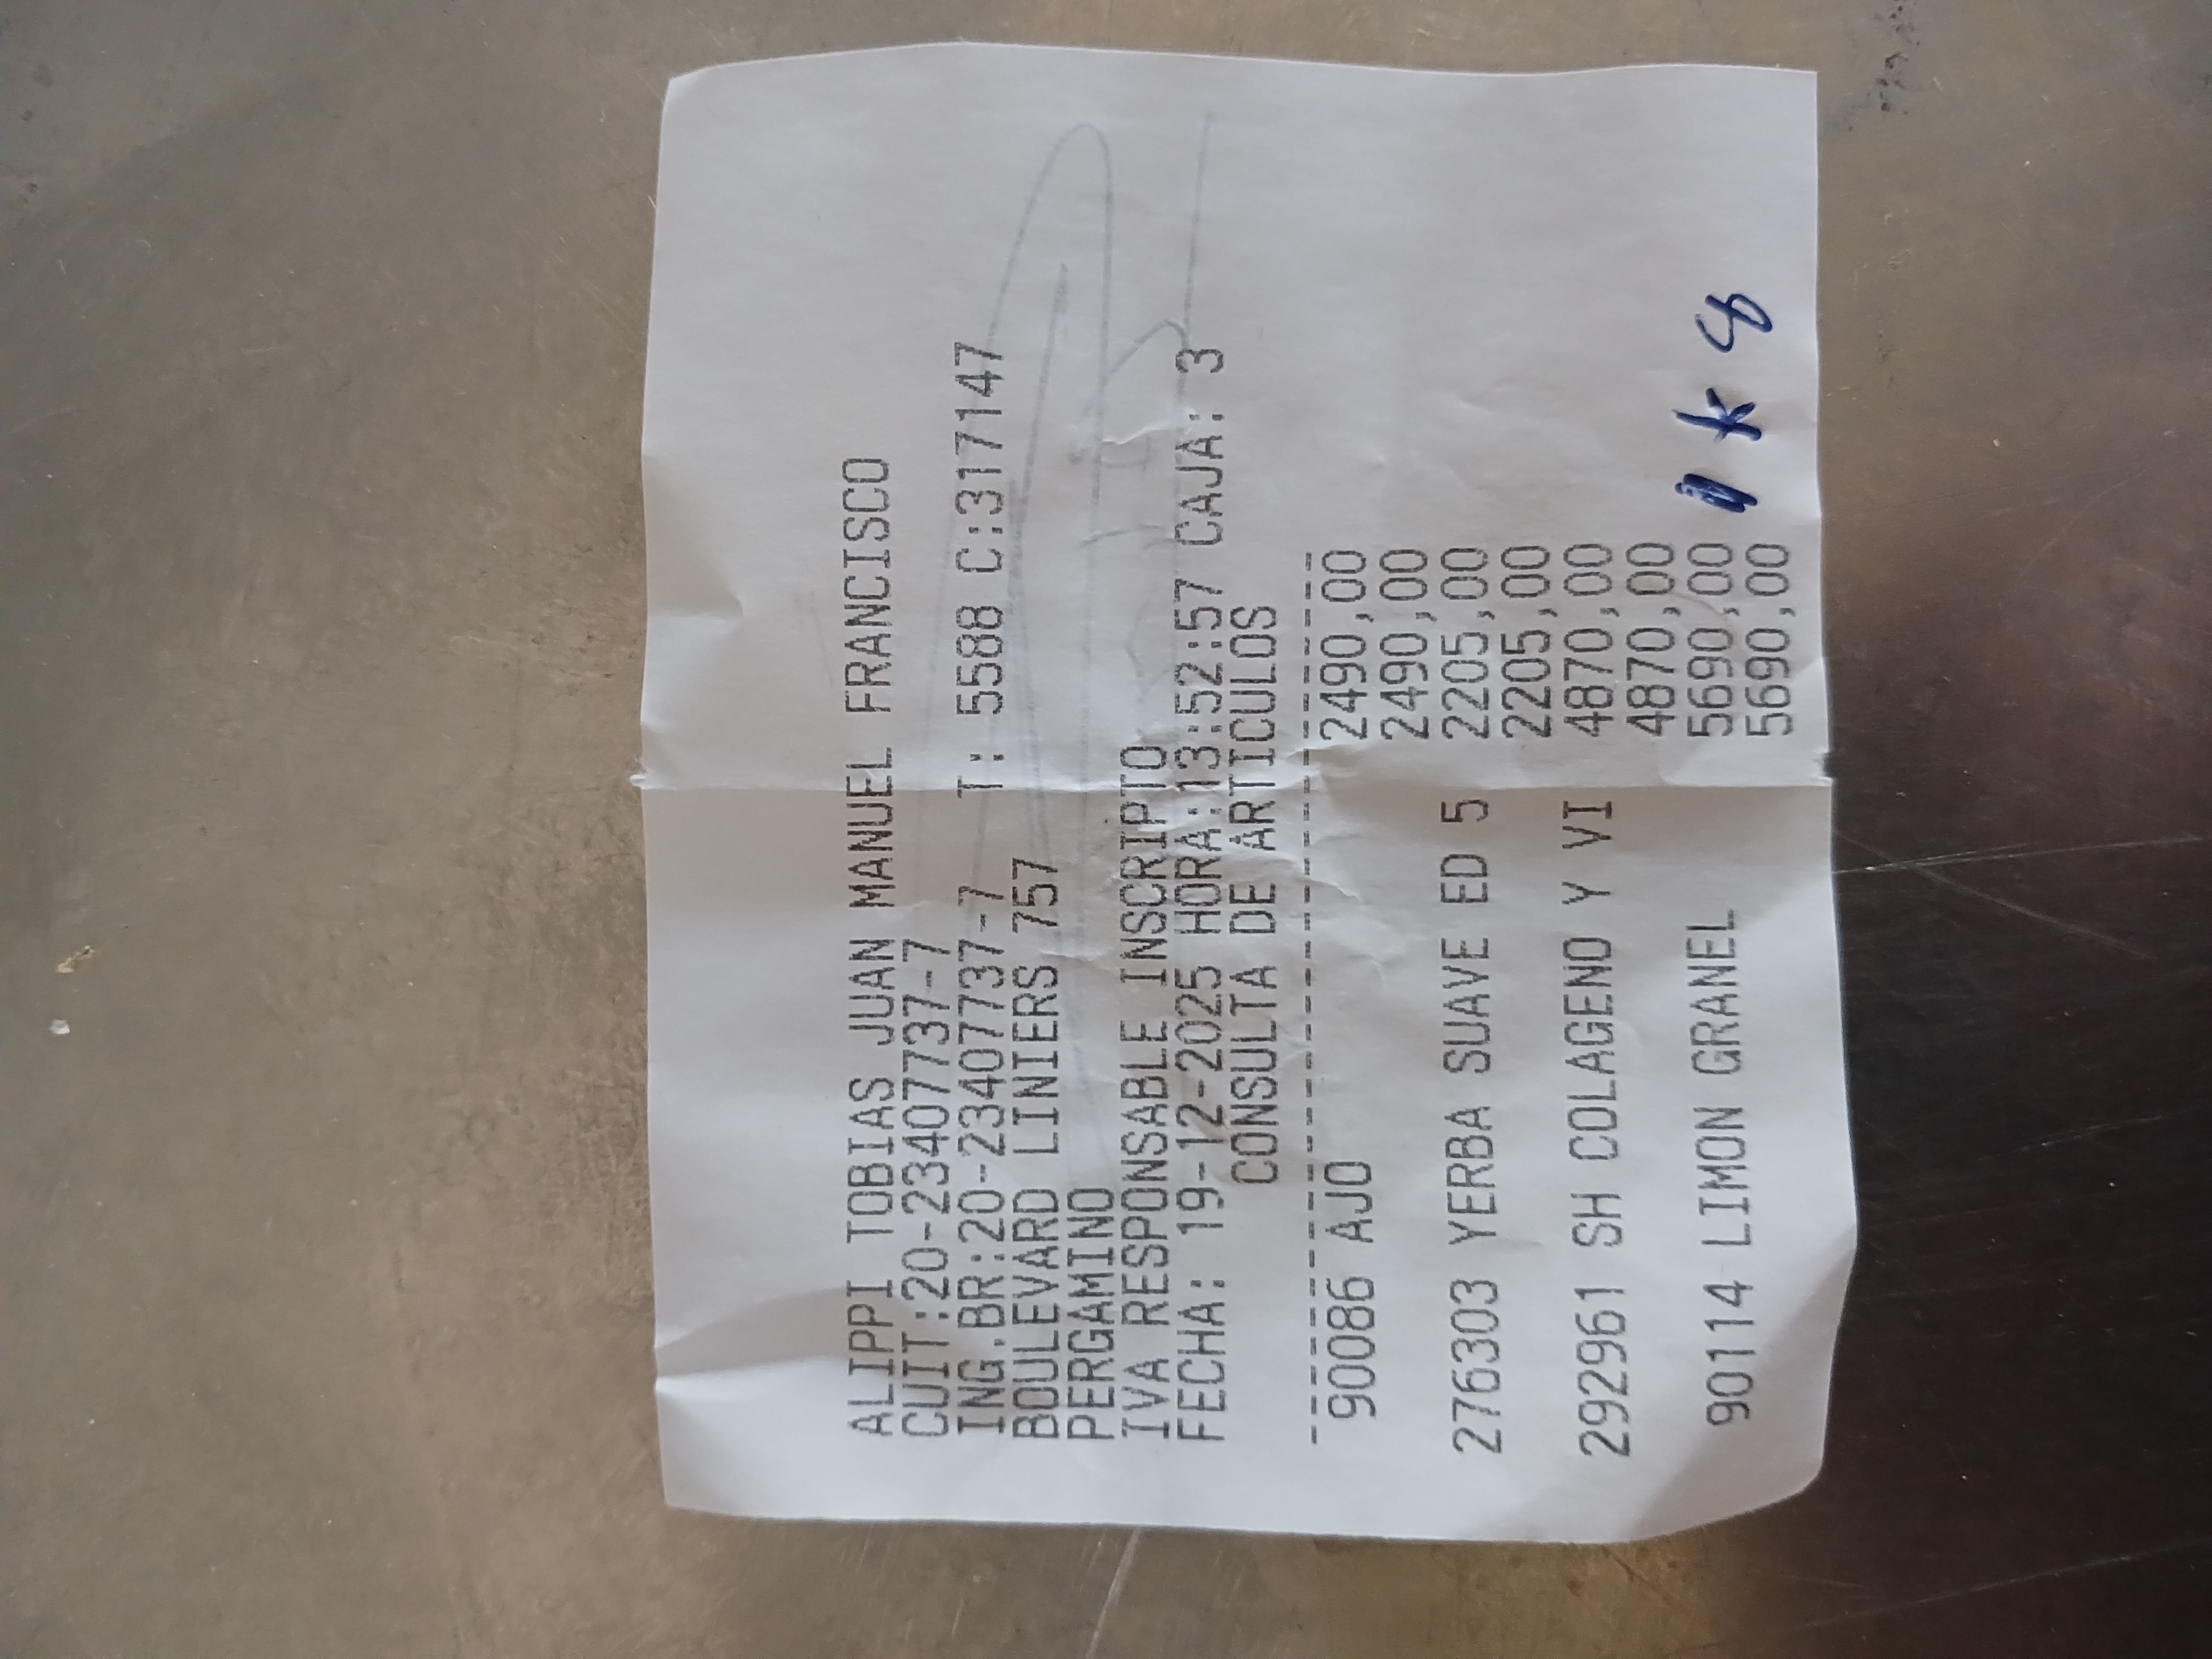 ALIPPI TOBIAS JUAN MANUEL FRANCISCO
CUIT:20-23407737-7
ING.BR:20-23407737-7 T: 5588 C:317147
BOULEVARD LINIERS 757
PERGAMINO
IVA RESPONSABLE INSCRIPTO
FECHA: 19-12-2025 HORA:13:52:57 CAJA: 3
CONSULTA DE ARTICULOS
90086 AJO 2490,00
2490,00
276303 YERBA SUAVE ED 5 2205,00
2205,00
292961 SH COLAGENO Y VI 4870,00
4870,00
90114 LIMON GRANEL 5690,00
5690,00